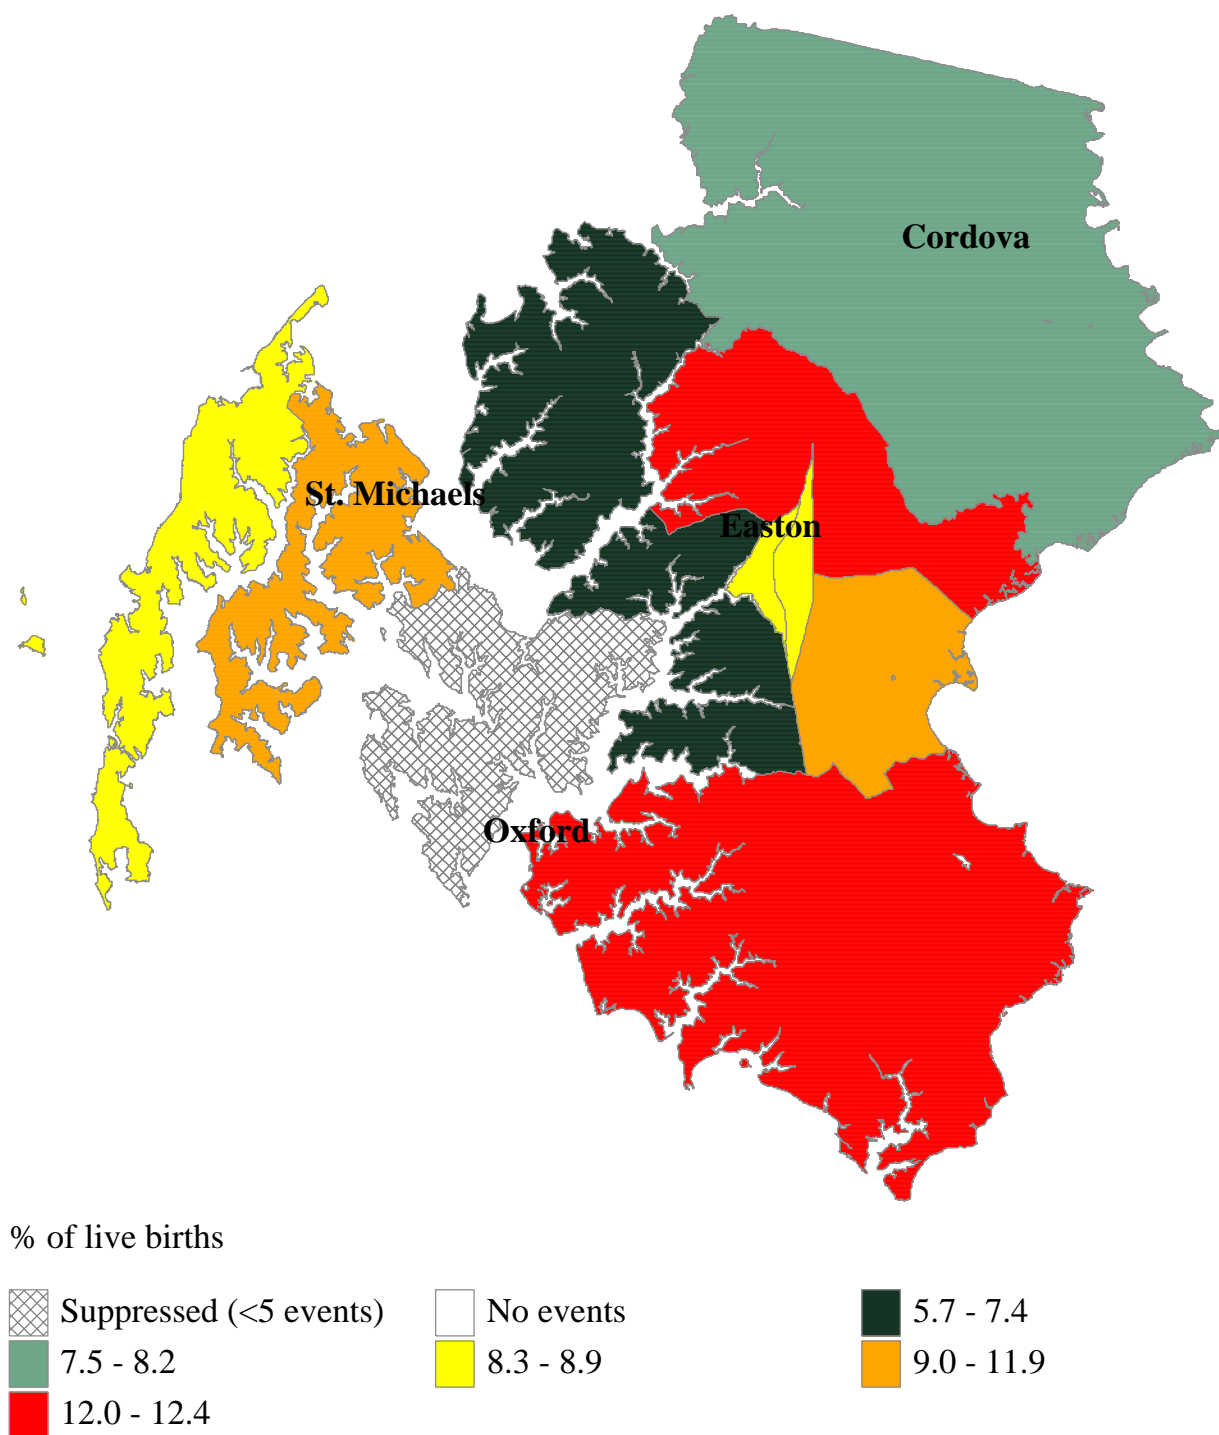 Cordova
St. Michaels
Easton
Oxford
% of live births
Suppressed (<5 events) No events 5.7 - 7.4
7.5 - 8.2 8.3 - 8.9 9.0 - 11.9
12.0 - 12.4